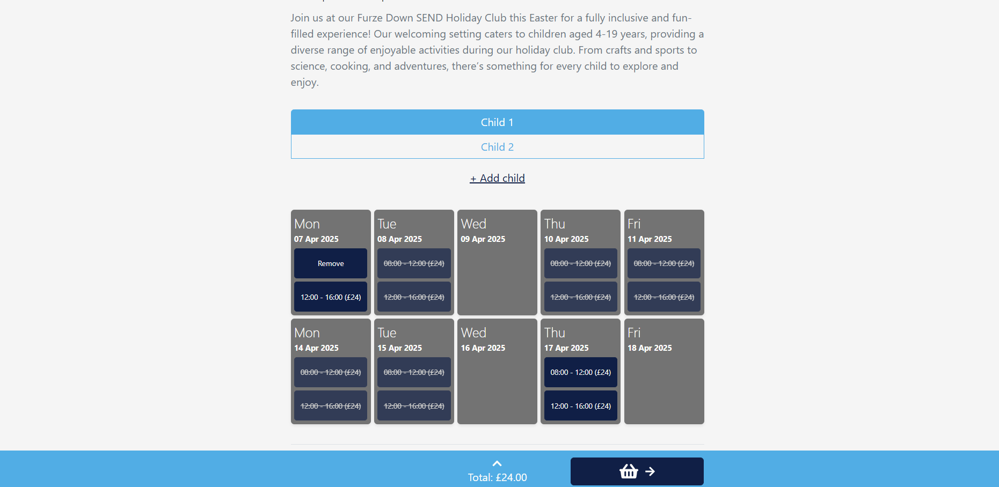 Join us at our Furze Down SEND Holiday Club this Easter for a fully inclusive and fun-
filled experience! Our welcoming setting caters to children aged 4-19 years, providing a
diverse range of enjoyable activities during our holiday club. From crafts and sports to
science, cooking, and adventures, there's something for every child to explore and
enjoy.
Child 1
Child 2
+ Add child
Mon
07 Apr 2025
Remove
12:00 - 16:00 (£24)
Tue
08 Apr 2025
08:00 - 12:00 (£24)
12:00 - 16:00 (£24)
Wed
09 Apr 2025
Thu
10 Apr 2025
08:00 - 12:00 (£24)
12:00 - 16:00 (£24)
Fri
11 Apr 2025
08:00 - 12:00 (£24)
12:00 - 16:00 (£24)
Mon
14 Apr 2025
08:00 - 12:00 (£24)
12:00 - 16:00 (£24)
Tue
15 Apr 2025
08:00 - 12:00 (£24)
12:00 - 16:00 (£24)
Wed
16 Apr 2025
Thu
17 Apr 2025
08:00 - 12:00 (£24)
12:00 - 16:00 (£24)
Fri
18 Apr 2025
Total: £24.00